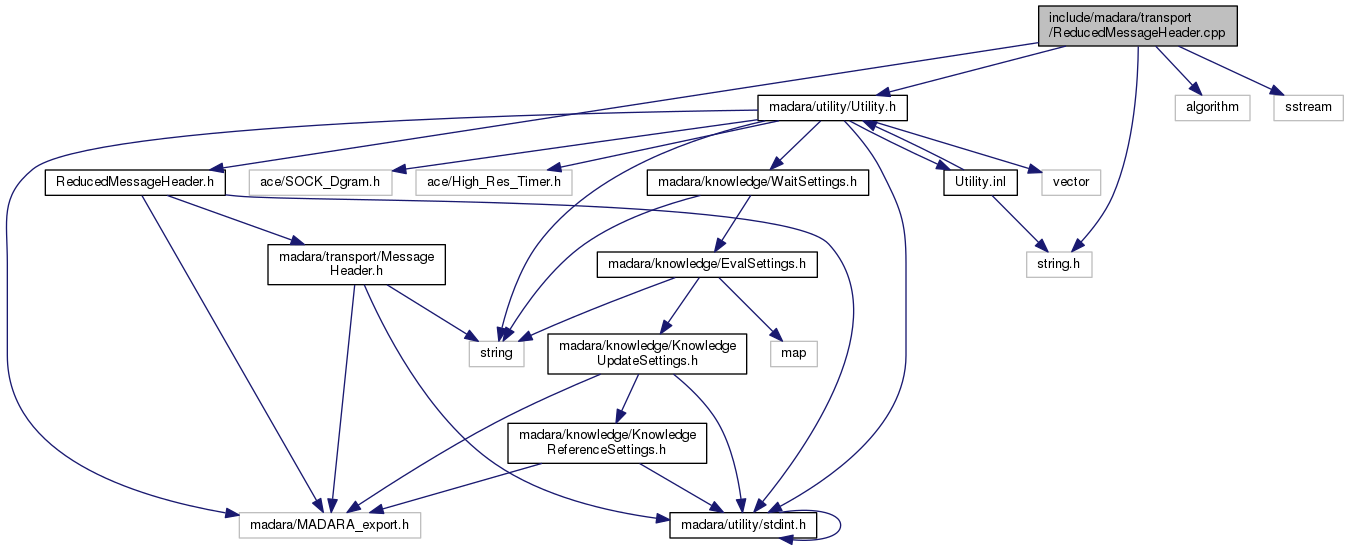 include/madara/transport
/ReducedMessageHeader.cpp
madara/utility/Utility.h
algorithm
sstream
ReducedMessageHeader.h
ace/SOCK_Dgram.h
ace/High_Res_Timer.h
madara/knowledge/WaitSettings.h
Utility.inl
vector
madara/transport/Message
Header.h
madara/knowledge/EvalSettings.h
string.h
string
madara/knowledge/Knowledge
UpdateSettings.h
map
madara/knowledge/Knowledge
ReferenceSettings.h
madara/MADARA_export.h
madara/utility/stdint.h